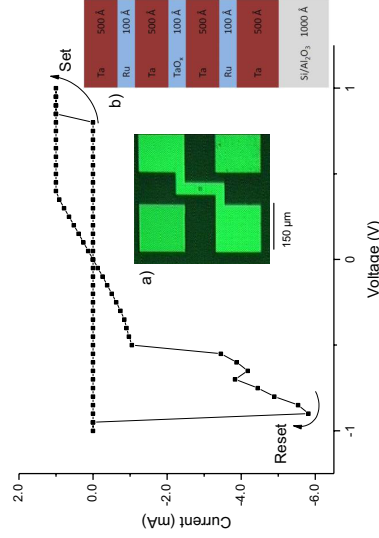 Ta 500 Å
Ru 100 Å
Ta 500 Å
TaOₓ 100 Å
Ta 500 Å
Ru 100 Å
Ta 500 Å
Si/Al₂O₃ 1000 Å
b)
Set
a)
150 µm
Reset
2.0
0.0
-2.0
-4.0
-6.0
Current (mA)
-1
0
1
Voltage (V)